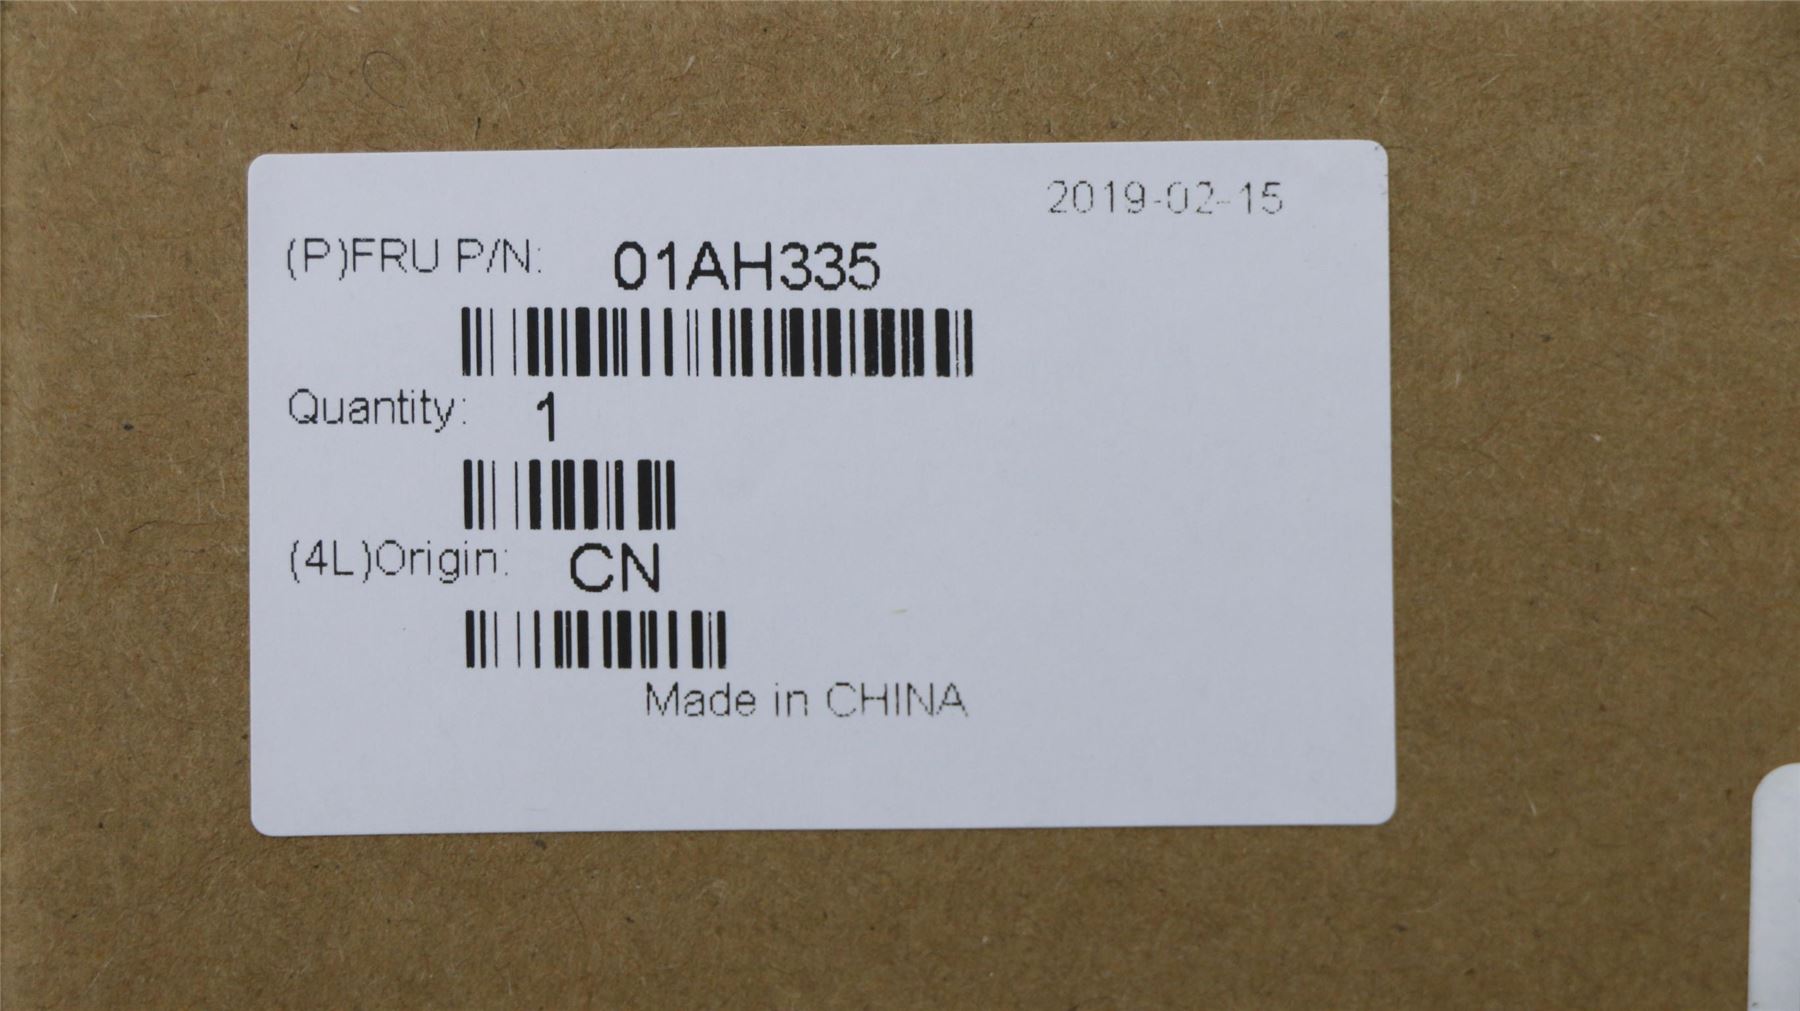 2019-02-15
(P)FRU P/N: 01AH335
Quantity: 1
(4L)Origin: CN
Made in CHINA